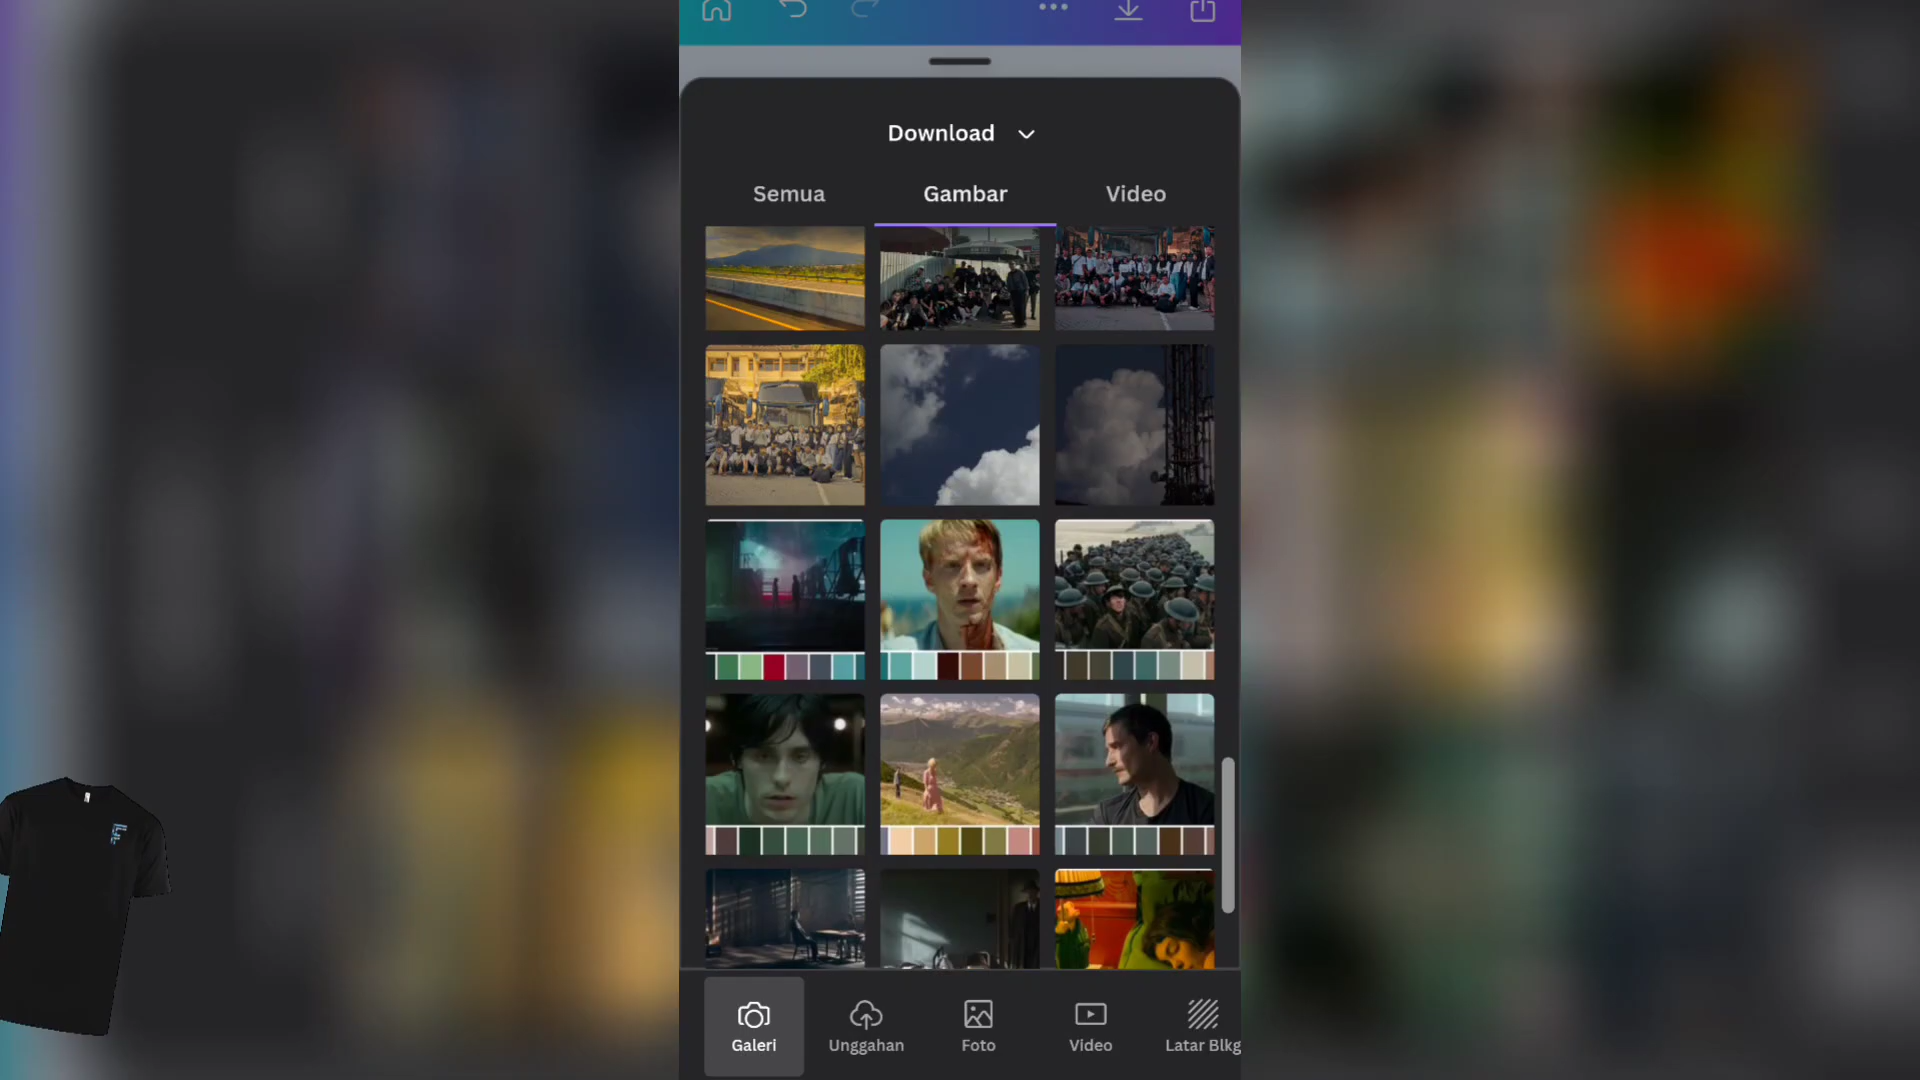 Download
Semua
Gambar
Video
Galeri
Unggahan
Foto
Video
Latar Blkg
F